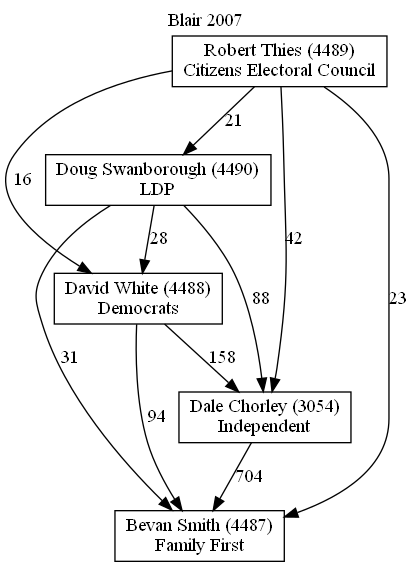 Blair 2007
Robert Thies (4489)
Citizens Electoral Council
21
Doug Swanborough (4490)
LDP
16
28
42
David White (4488)
Democrats
88
23
31
158
Dale Chorley (3054)
Independent
94
704
Bevan Smith (4487)
Family First